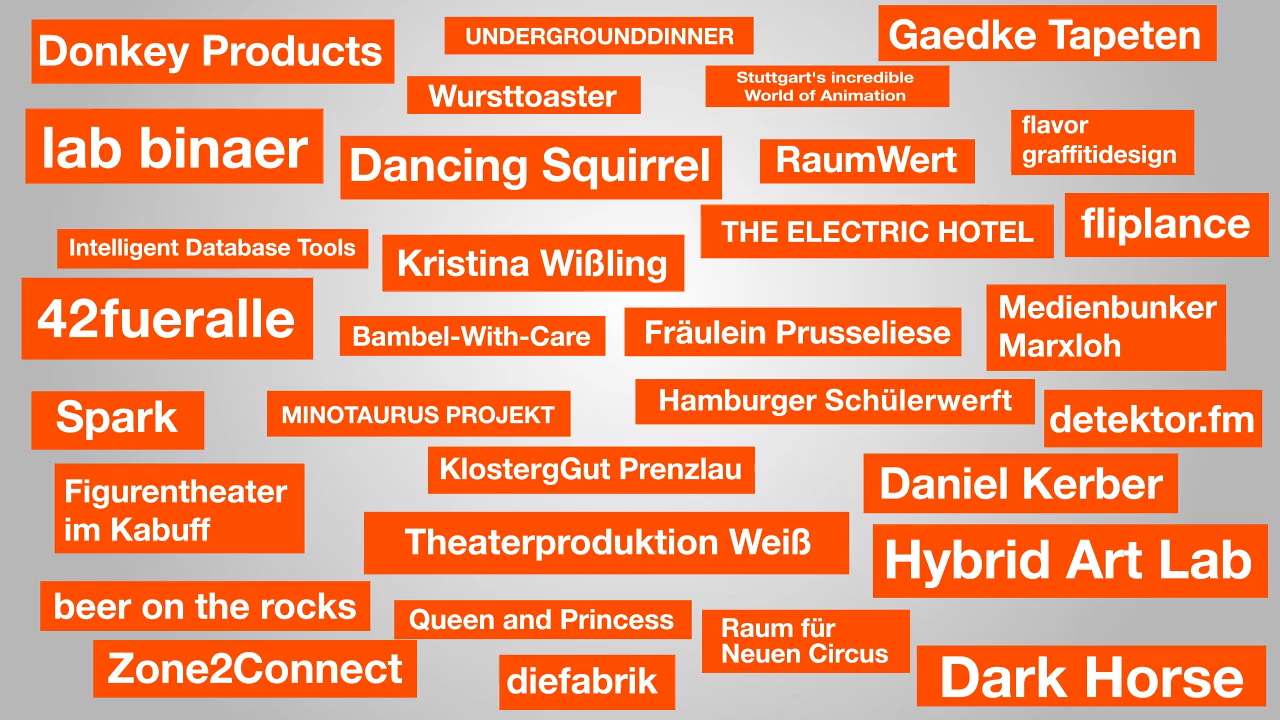 Donkey Products
UNDERGROUNDDINNER
Gaedke Tapeten
Wursttoaster
Stuttgart's incredible
World of Animation
lab binaer
Dancing Squirrel
RaumWert
flavor
graffitidesign
Intelligent Database Tools
Kristina Wißling
THE ELECTRIC HOTEL
fliplance
42fueralle
Bambel-With-Care
Fräulein Prusseliese
Medienbunker
Marxloh
Spark
MINOTAURUS PROJEKT
Hamburger Schülerwerft
detektor.fm
Figurentheater
im Kabuff
KlostergGut Prenzlau
Daniel Kerber
Theaterproduktion Weiß
Hybrid Art Lab
beer on the rocks
Queen and Princess
Raum für
Neuen Circus
Zone2Connect
diefabrik
Dark Horse